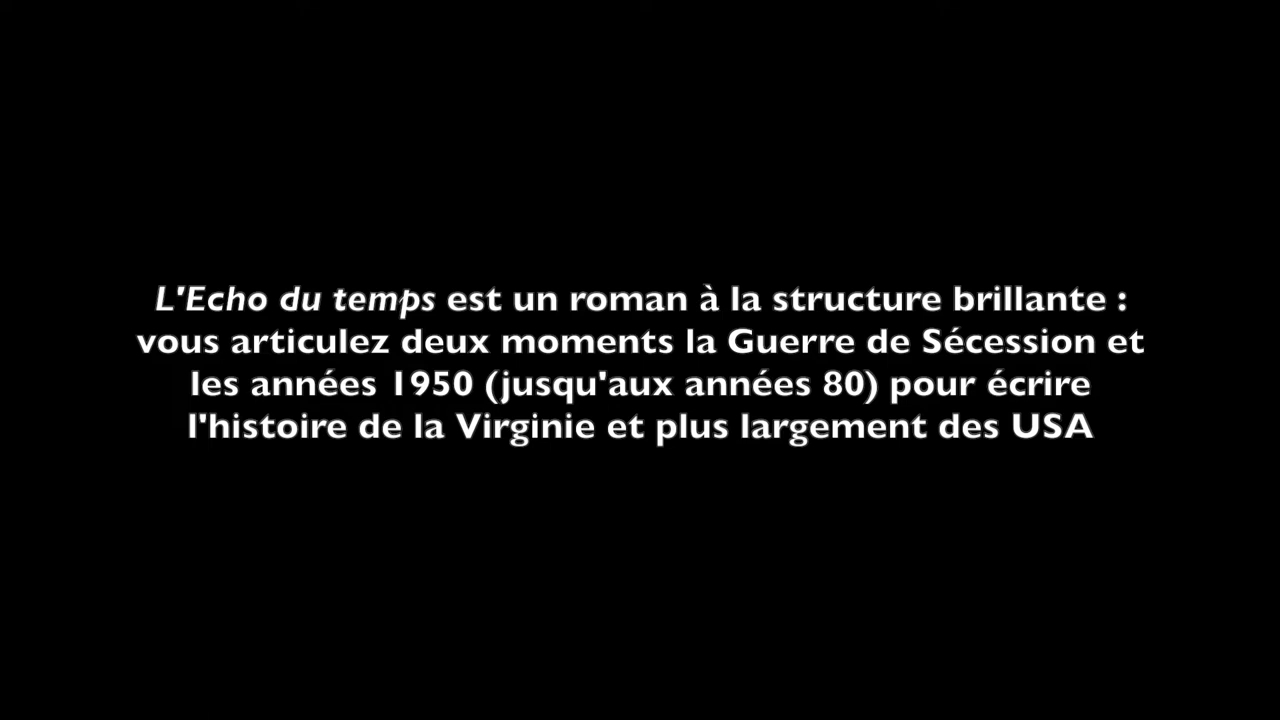 L'Echo du temps est un roman à la structure brillante :
vous articulez deux moments la Guerre de Sécession et
les années 1950 (jusqu'aux années 80) pour écrire
l'histoire de la Virginie et plus largement des USA